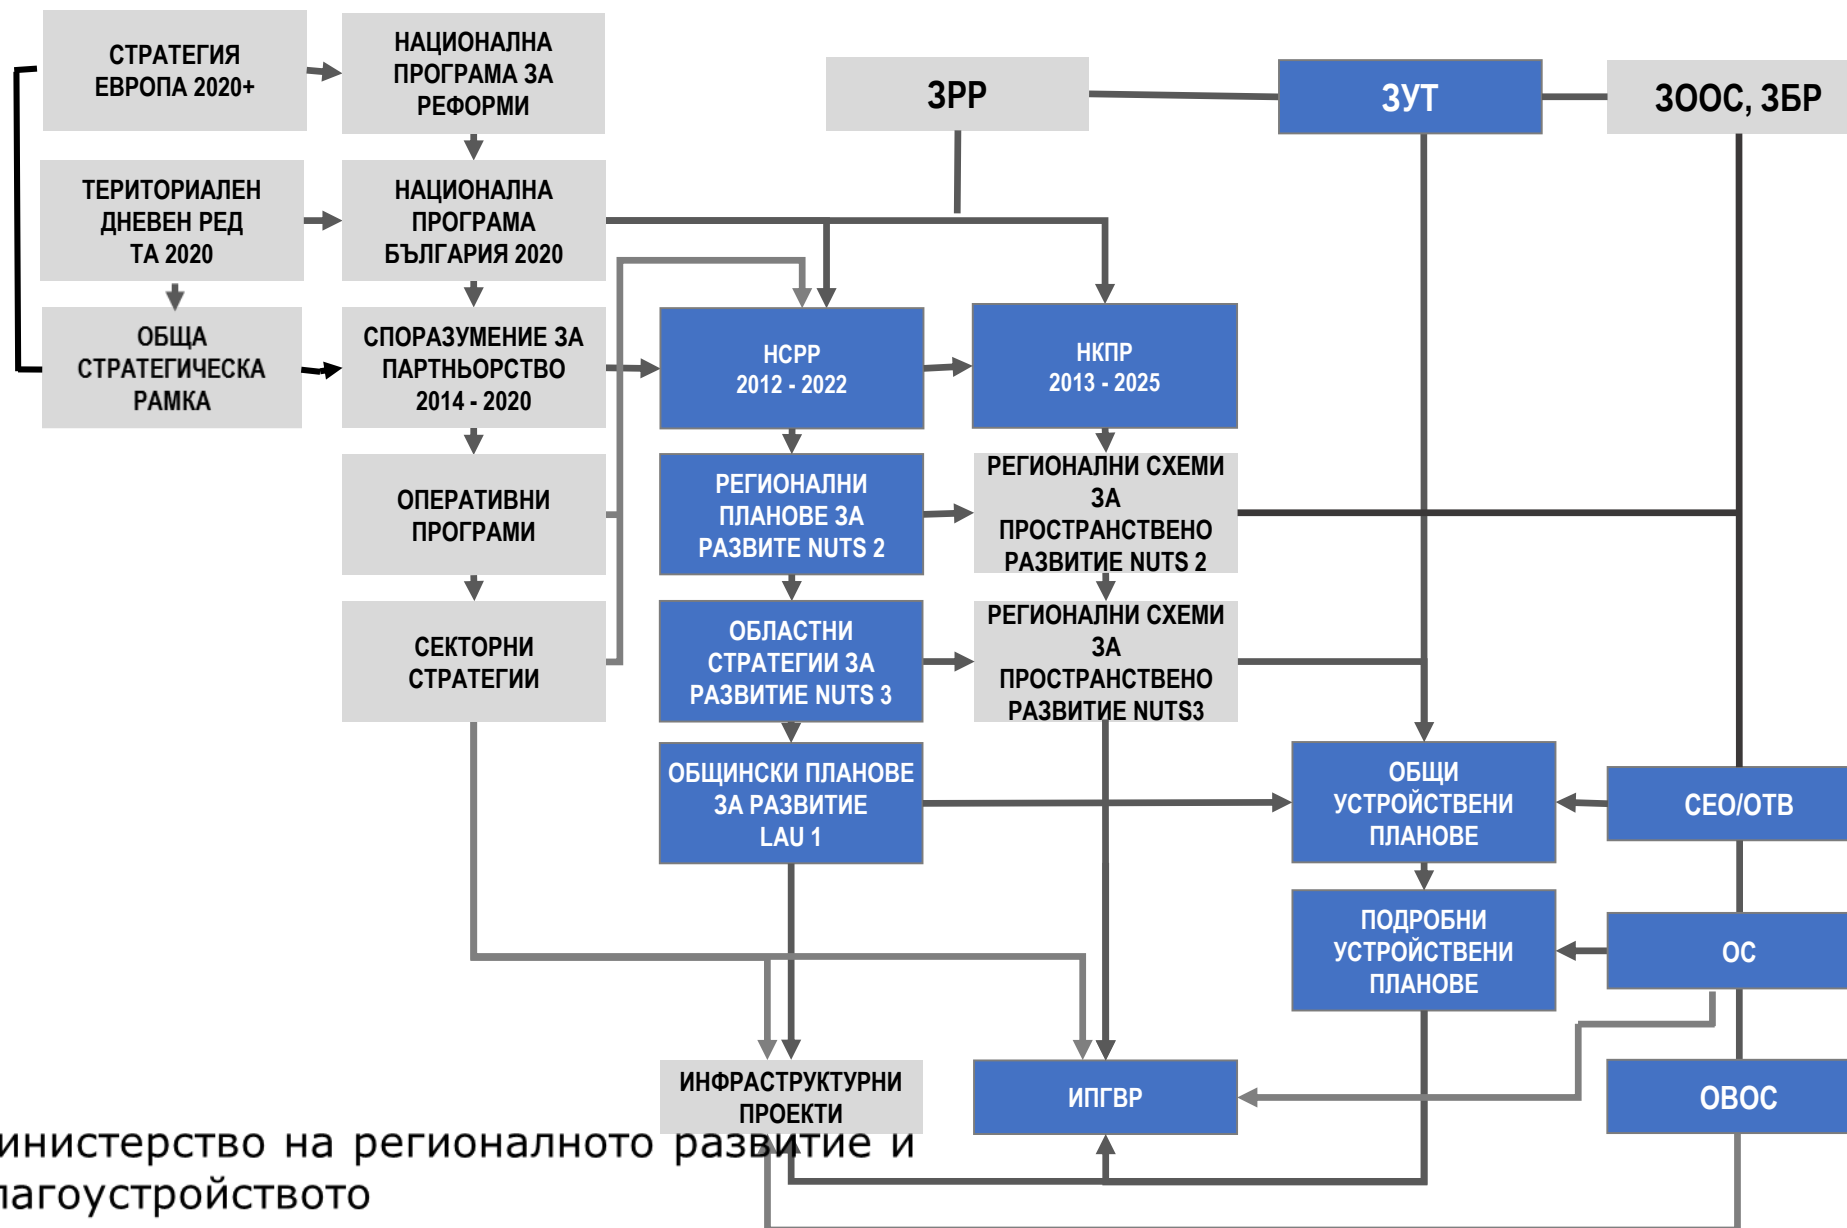 СТРАТЕГИЯ
ЕВРОПА 2020+
НАЦИОНАЛНА
ПРОГРАМА ЗА
РЕФОРМИ
ЗРР
ЗУТ
ЗООС, ЗБР
ТЕРИТОРИАЛЕН
ДНЕВЕН РЕД
ТА 2020
НАЦИОНАЛНА
ПРОГРАМА
БЪЛГАРИЯ 2020
ОБЩА
СТРАТЕГИЧЕСКА
РАМКА
СПОРАЗУМЕНИЕ ЗА
ПАРТНЬОРСТВО
2014 - 2020
НСРР
2012 - 2022
НКПР
2013 - 2025
ОПЕРАТИВНИ
ПРОГРАМИ
РЕГИОНАЛНИ
ПЛАНОВЕ ЗА
РАЗВИТЕ NUTS 2
РЕГИОНАЛНИ СХЕМИ
ЗА
ПРОСТРАНСТВЕНО
РАЗВИТИЕ NUTS 2
СЕКТОРНИ
СТРАТЕГИИ
ОБЛАСТНИ
СТРАТЕГИИ ЗА
РАЗВИТИЕ NUTS 3
РЕГИОНАЛНИ СХЕМИ
ЗА
ПРОСТРАНСТВЕНО
РАЗВИТИЕ NUTS3
ОБЩИНСКИ ПЛАНОВЕ
ЗА РАЗВИТИЕ
LAU 1
ОБЩИ
УСТРОЙСТВЕНИ
ПЛАНОВЕ
СЕО/ОТВ
ПОДРОБНИ
УСТРОЙСТВЕНИ
ПЛАНОВЕ
ОС
ИНФРАСТРУКТУРНИ
ПРОЕКТИ
ИПГВР
ОВОС
инистерство на регионалното развитие и
лагоустройството